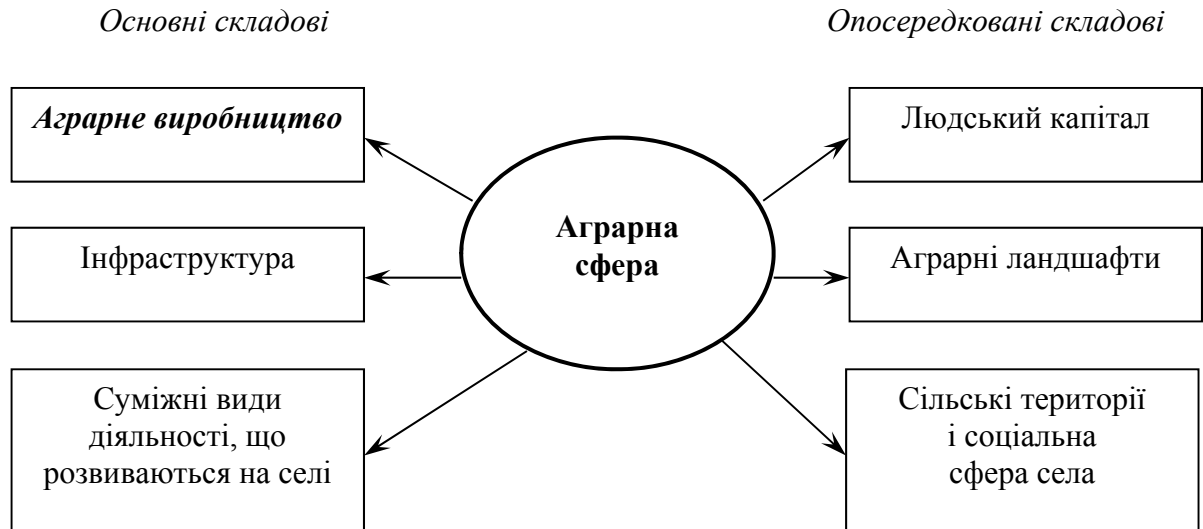 Основні складові
Опосередковані складові
Аграрне виробництво
Людський капітал
Аграрна
сфера
Інфраструктура
Аграрні ландшафти
Суміжні види
діяльності, що
розвиваються на селі
Сільські території
і соціальна
сфера села